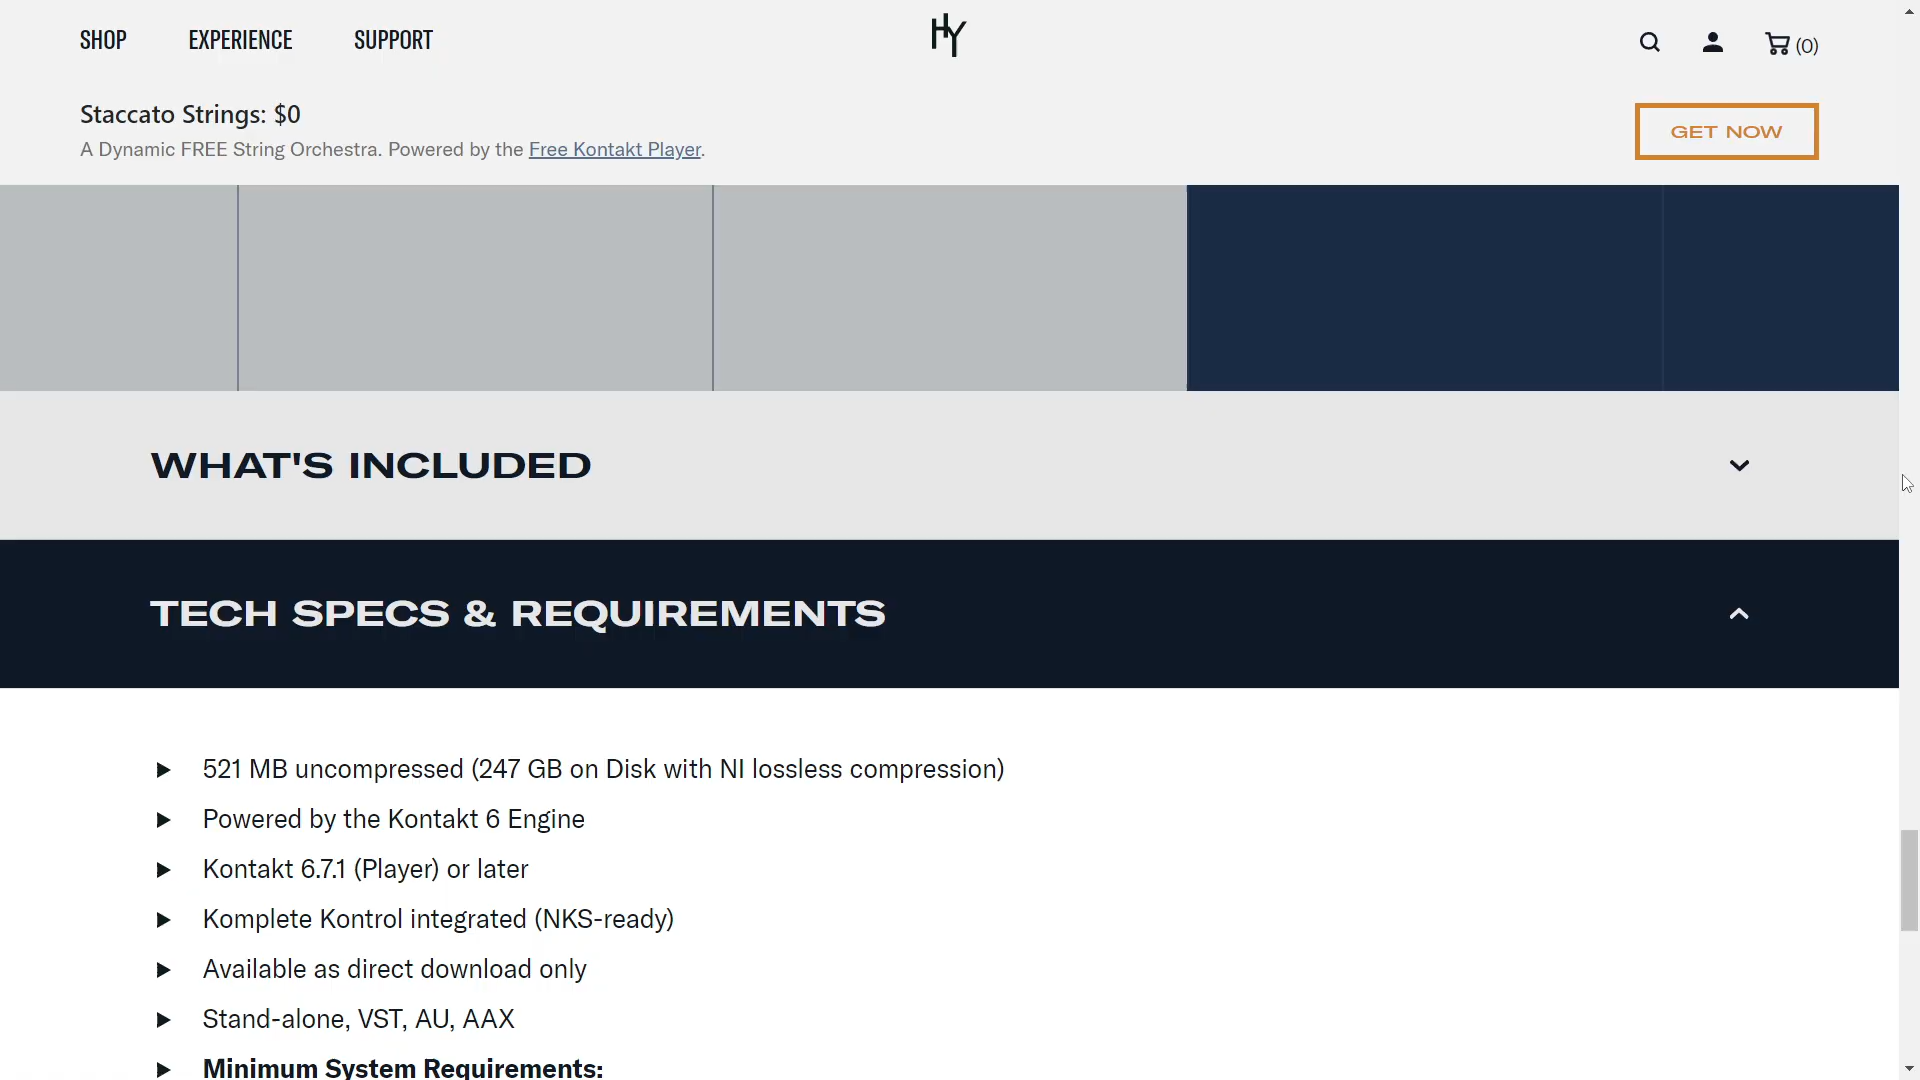 SHOP EXPERIENCE SUPPORT
HY
(0)
Staccato Strings: $0
A Dynamic FREE String Orchestra. Powered by the Free Kontakt Player.
GET NOW
WHAT'S INCLUDED
TECH SPECS & REQUIREMENTS
521 MB uncompressed (247 GB on Disk with NI lossless compression)
Powered by the Kontakt 6 Engine
Kontakt 6.7.1 (Player) or later
Komplete Kontrol integrated (NKS-ready)
Available as direct download only
Stand-alone, VST, AU, AAX
Minimum System Requirements: